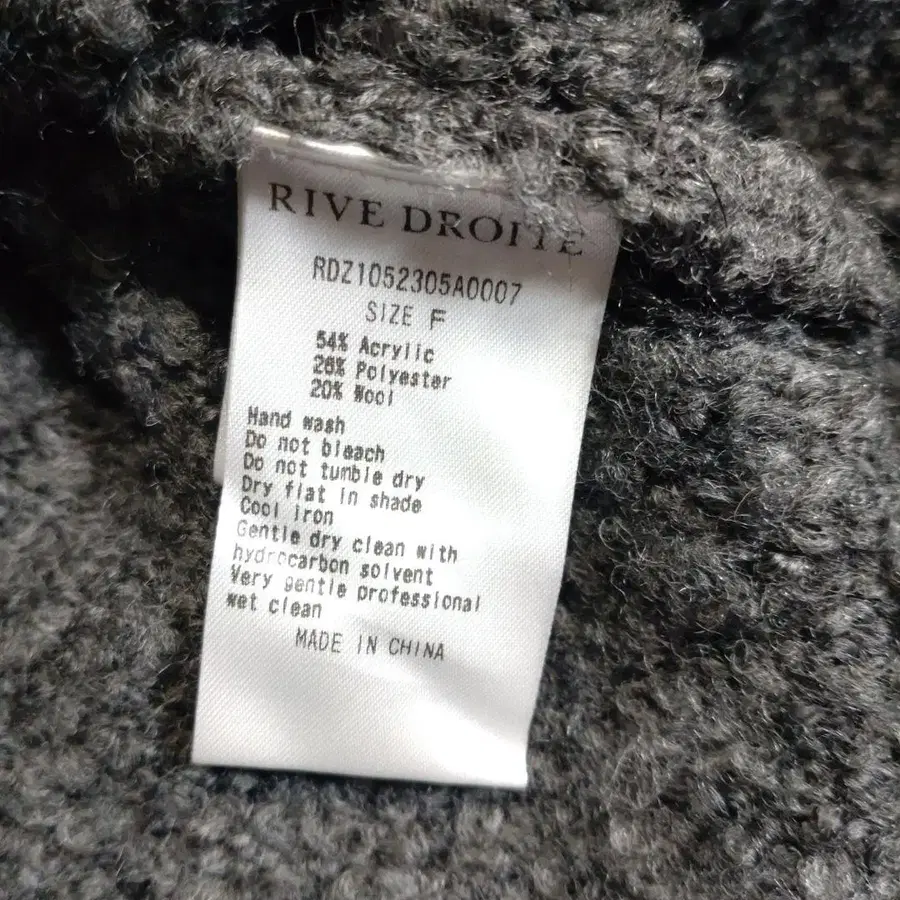 RIVE DROITE
RDZ1052305A0007
SIZE F
54% Acrylic
26% Polyester
20% Wool
Hand wash
Do not bleach
Do not tumble dry
Dry flat in shade
Cool iron
Gentle dry clean with
hydrocarbon solvent
Very gentle professional
wet clean
MADE IN CHINA